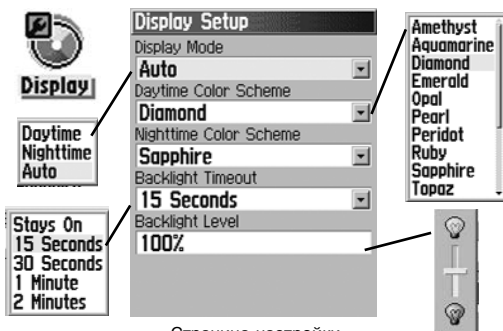 Display
Daytime
Nighttime
Auto
Stays On
15 Seconds
30 Seconds
1 Minute
2 Minutes
Display Setup
Display Mode
Auto
Daytime Color Scheme
Diamond
Nighttime Color Scheme
Sapphire
Backlight Timeout
15 Seconds
Backlight Level
100%
Amethyst
Aquamarine
Diamond
Emerald
Opal
Pearl
Peridot
Ruby
Sapphire
Topaz